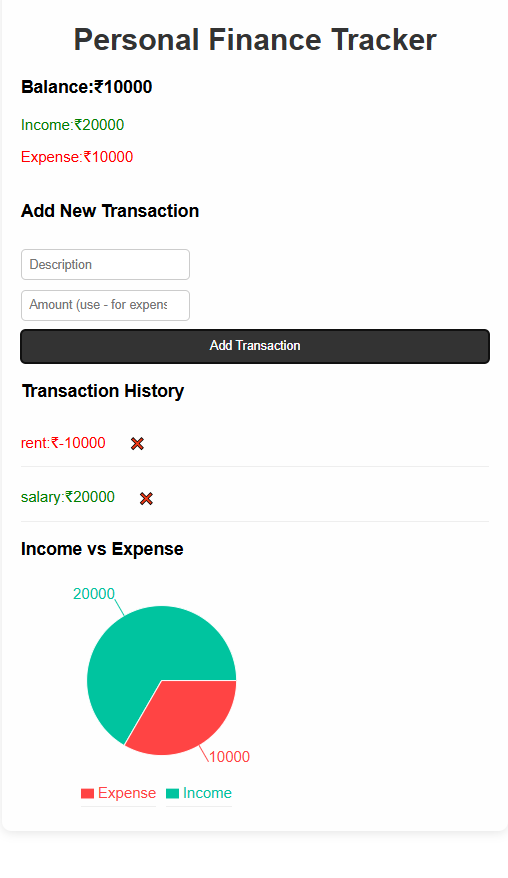 Personal Finance Tracker
Balance:₹10000
Income:₹20000
Expense:₹10000
Add New Transaction
Description
Amount (use - for expens
Add Transaction
Transaction History
rent:₹-10000
salary:₹20000
Income vs Expense
20000
10000
Expense Income